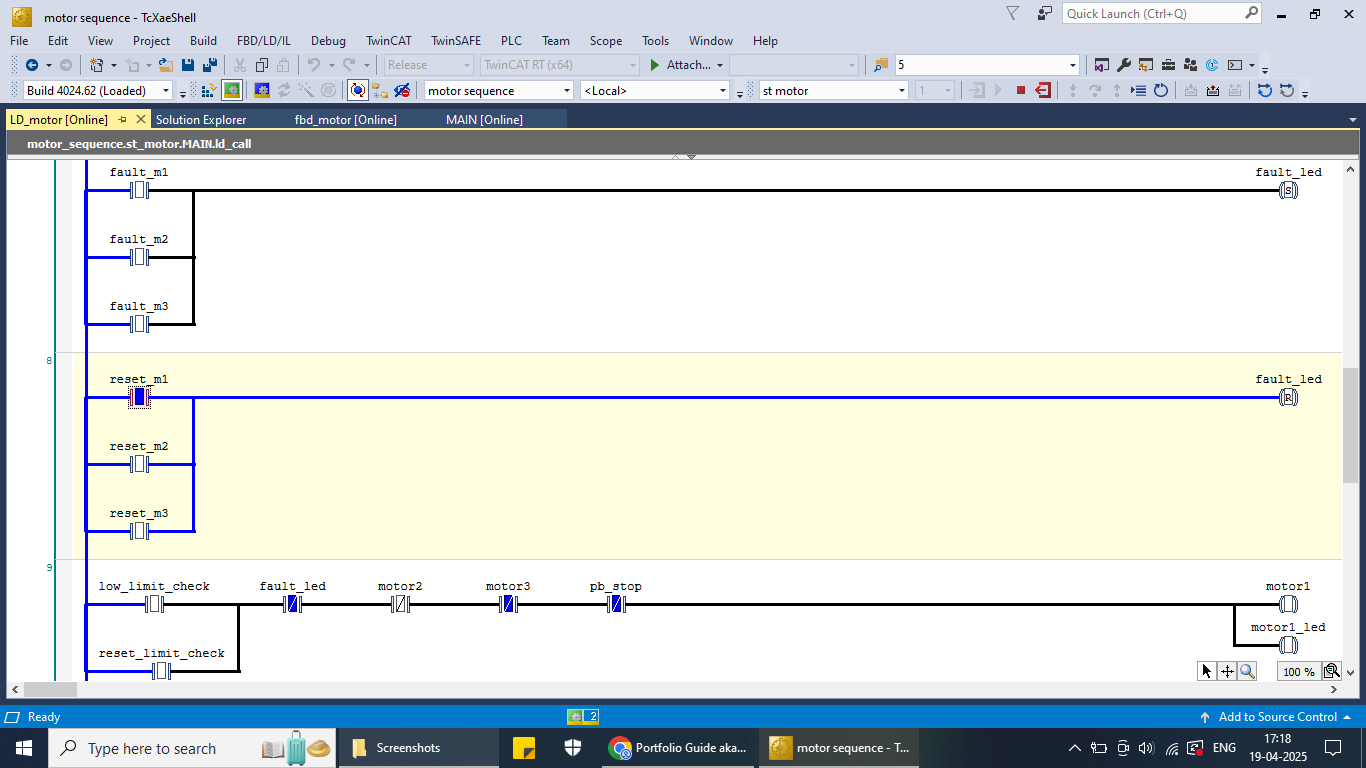 motor sequence - TcXaeShell
Quick Launch (Ctrl+Q)
File Edit View Project Build FBD/LD/IL Debug TwinCAT TwinSAFE PLC Team Scope Tools Window Help
Release TwinCAT RT (x64) Attach... 5
Build 4024.62 (Loaded) motor sequence <Local> st motor 1
LD_motor [Online] Solution Explorer fbd_motor [Online] MAIN [Online]
motor_sequence.st_motor.MAIN.ld_call
fault_m1 fault_led
S
fault_m2
fault_m3
8
reset_m1 fault_led
R
reset_m2
reset_m3
9
low_limit_check fault_led motor2 motor3 pb_stop motor1
motor1_led
reset_limit_check
100 %
Ready 2 Add to Source Control
Type here to search Screenshots Portfolio Guide aka... motor sequence - T... ENG 17:18
19-04-2025